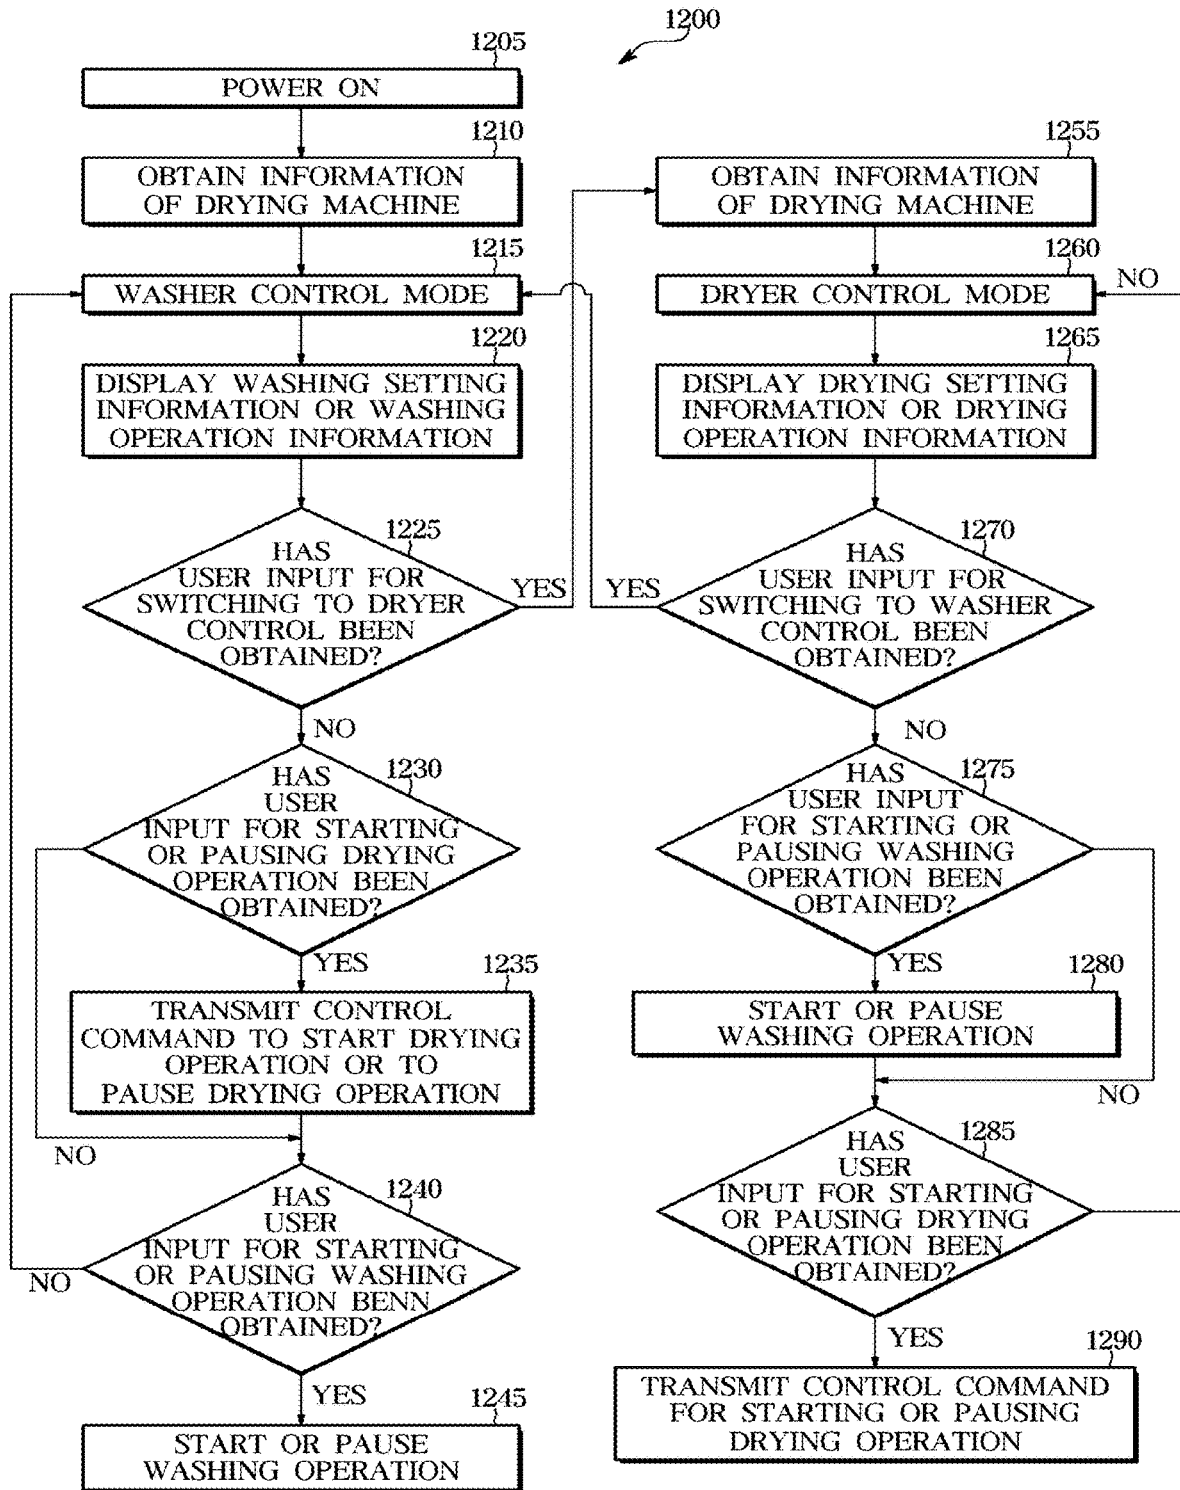 1200
1205
POWER ON
1210
OBTAIN INFORMATION
OF DRYING MACHINE
1215
WASHER CONTROL MODE
1220
DISPLAY WASHING SETTING
INFORMATION OR WASHING
OPERATION INFORMATION
1225
HAS
USER INPUT FOR
SWITCHING TO DRYER
CONTROL BEEN
OBTAINED?
YES
NO
1230
HAS
USER
INPUT FOR STARTING
OR PAUSING DRYING
OPERATION BEEN
OBTAINED?
YES
NO
1235
TRANSMIT CONTROL
COMMAND TO START DRYING
OPERATION OR TO
PAUSE DRYING OPERATION
1240
HAS
USER
INPUT FOR STARTING
OR PAUSING WASHING
OPERATION BENN
OBTAINED?
NO
YES
1245
START OR PAUSE
WASHING OPERATION
1255
OBTAIN INFORMATION
OF DRYING MACHINE
1260
DRYER CONTROL MODE
NO
1265
DISPLAY DRYING SETTING
INFORMATION OR DRYING
OPERATION INFORMATION
1270
HAS
USER INPUT FOR
SWITCHING TO WASHER
CONTROL BEEN
OBTAINED?
YES
NO
1275
HAS
USER INPUT
FOR STARTING OR
PAUSING WASHING
OPERATION BEEN
OBTAINED?
YES
NO
1280
START OR PAUSE
WASHING OPERATION
1285
HAS
USER
INPUT FOR STARTING
OR PAUSING DRYING
OPERATION BEEN
OBTAINED?
YES
1290
TRANSMIT CONTROL COMMAND
FOR STARTING OR PAUSING
DRYING OPERATION